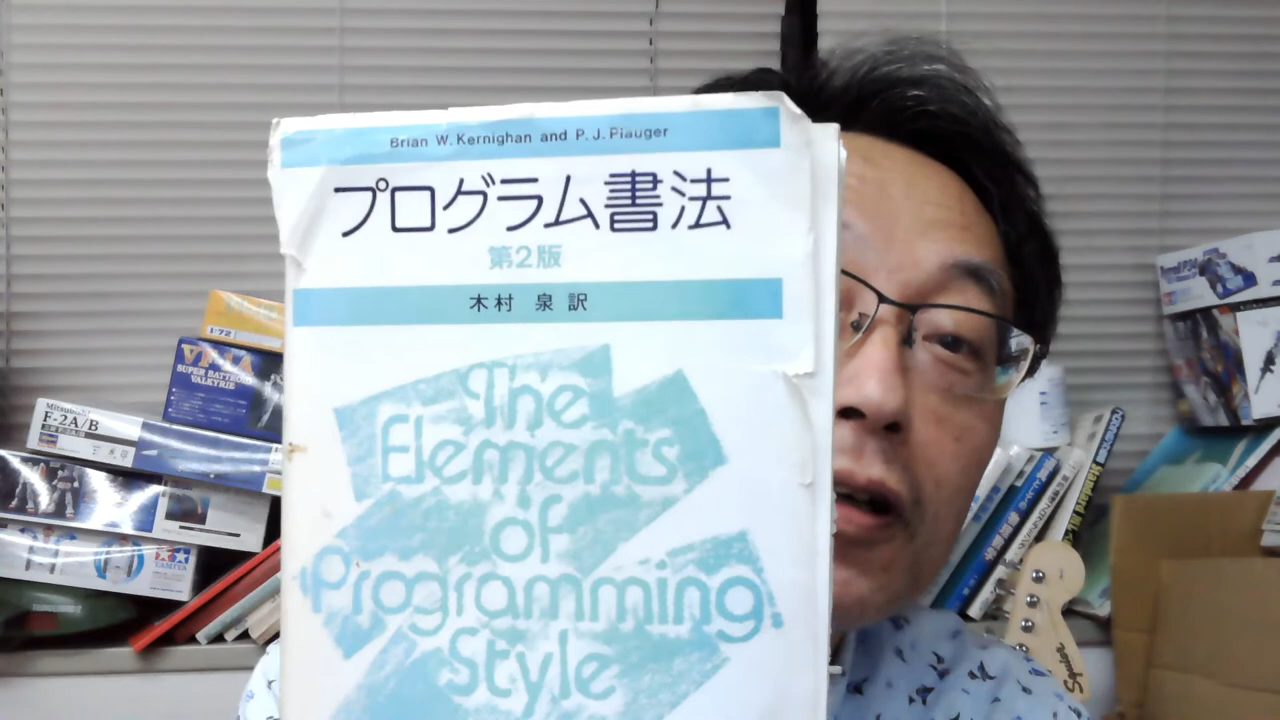 Brian W. Kernighan and P. J. Plauger
プログラム書法
第2版
木村 泉 訳
The
Elements
of
Programming
Style
1:72
VF-1A
SUPER BATTROID
VALKYRIE
Mitsubishi
F-2A/B
TAMIYA
Squier